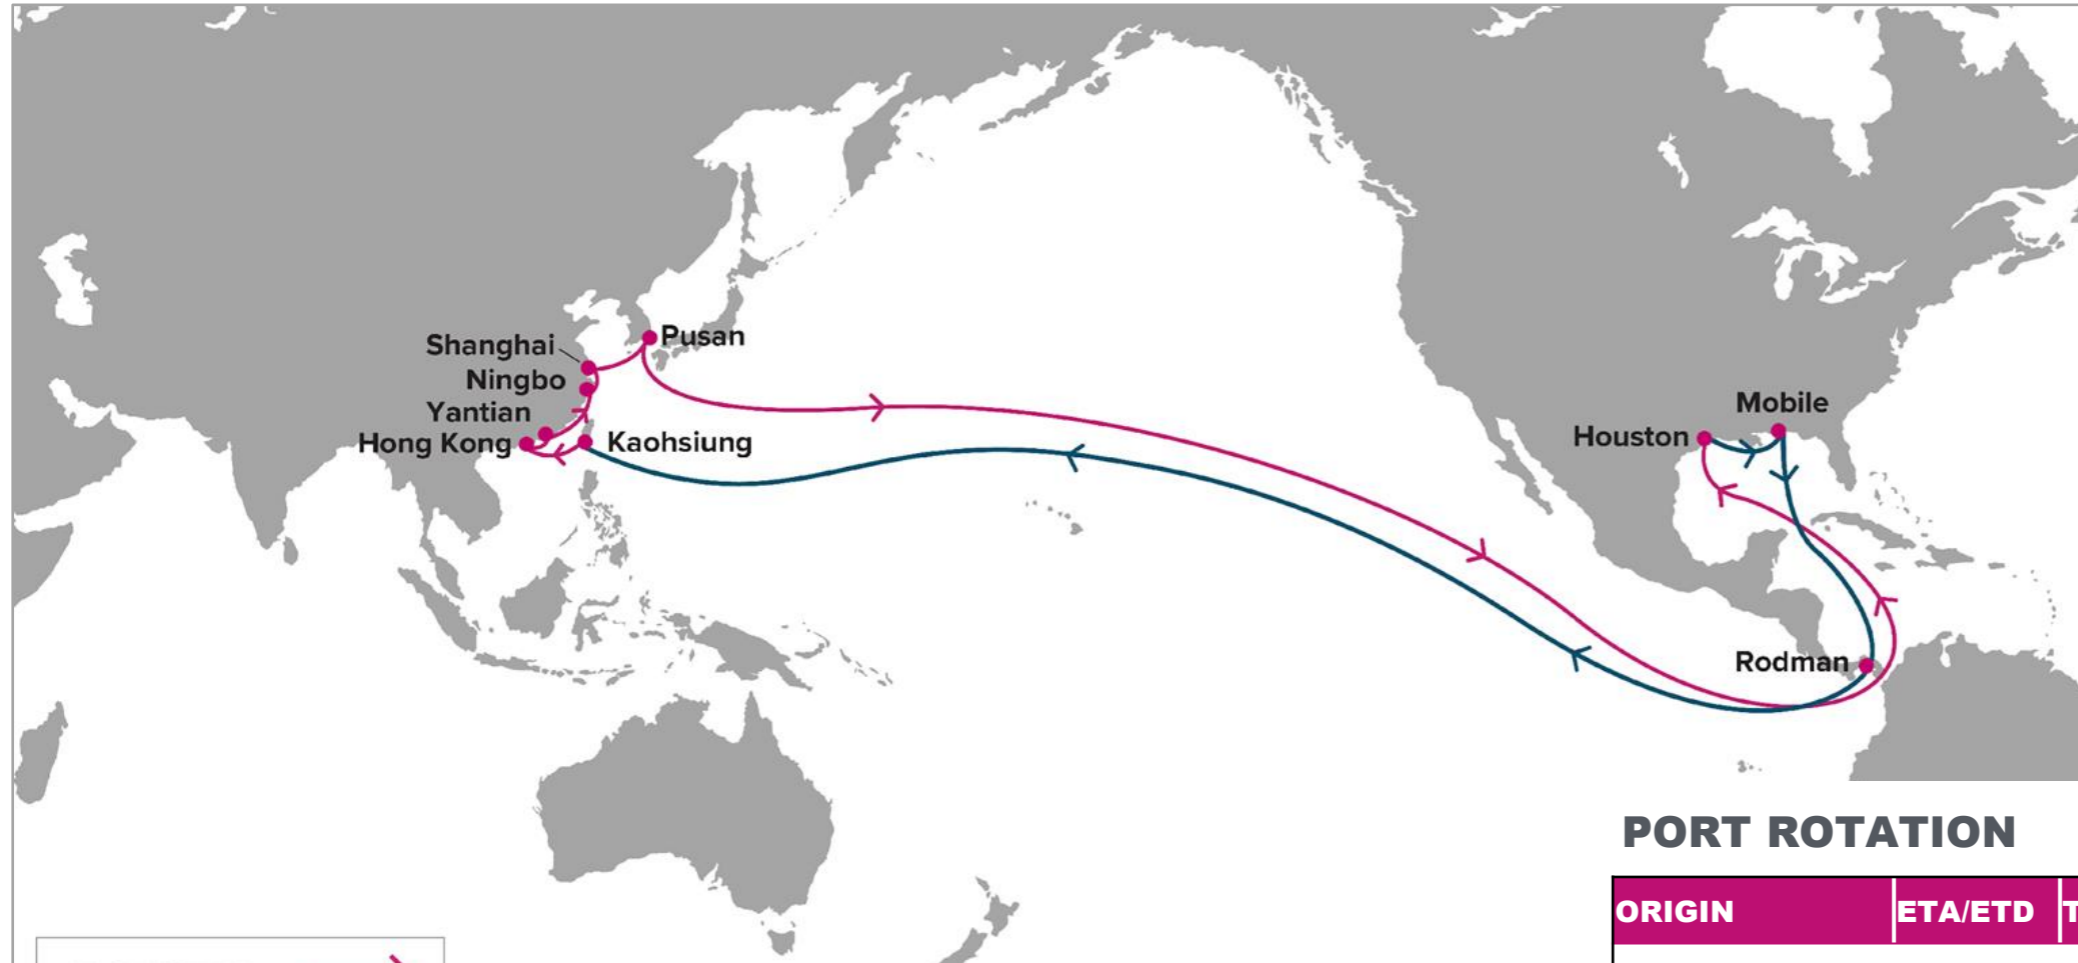 Shanghai
Pusan
Ningbo
Yantian
Hong Kong
Kaohsiung
Mobile
Houston
Rodman
PORT ROTATION
ORIGIN ETA/ETD T